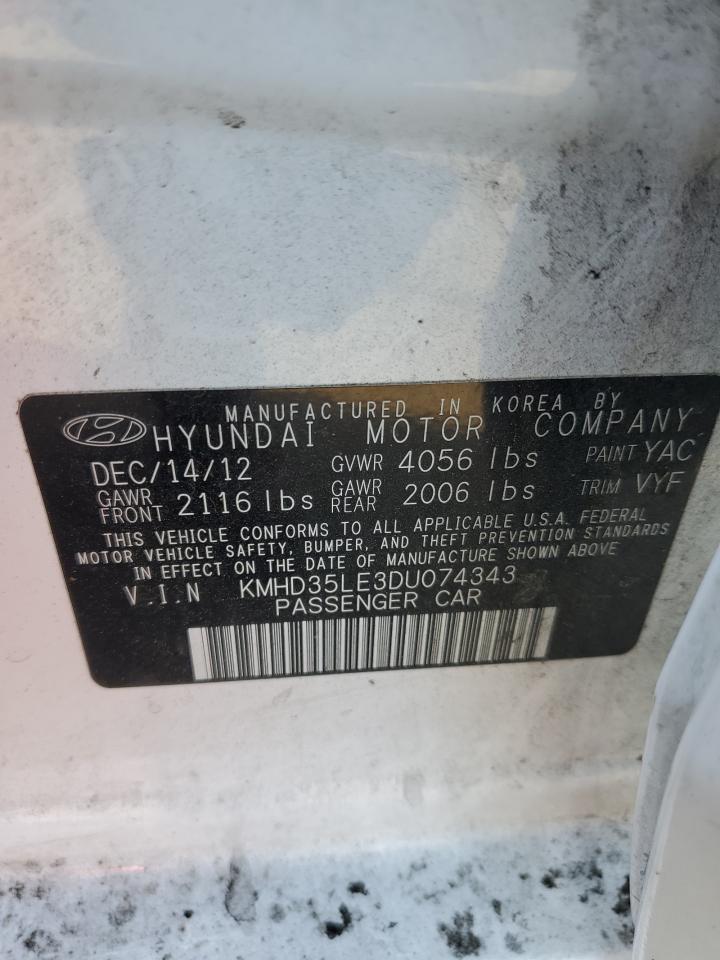 MANUFACTURED IN KOREA BY
HYUNDAI MOTOR COMPANY
DEC/14/12 GVWR 4056 lbs PAINT YAC
GAWR FRONT 2116 lbs GAWR REAR 2006 lbs TRIM VYF
THIS VEHICLE CONFORMS TO ALL APPLICABLE U.S.A. FEDERAL
MOTOR VEHICLE SAFETY, BUMPER, AND THEFT PREVENTION STANDARDS
IN EFFECT ON THE DATE OF MANUFACTURE SHOWN ABOVE
V.I.N KMHD35LE3DU074343
PASSENGER CAR